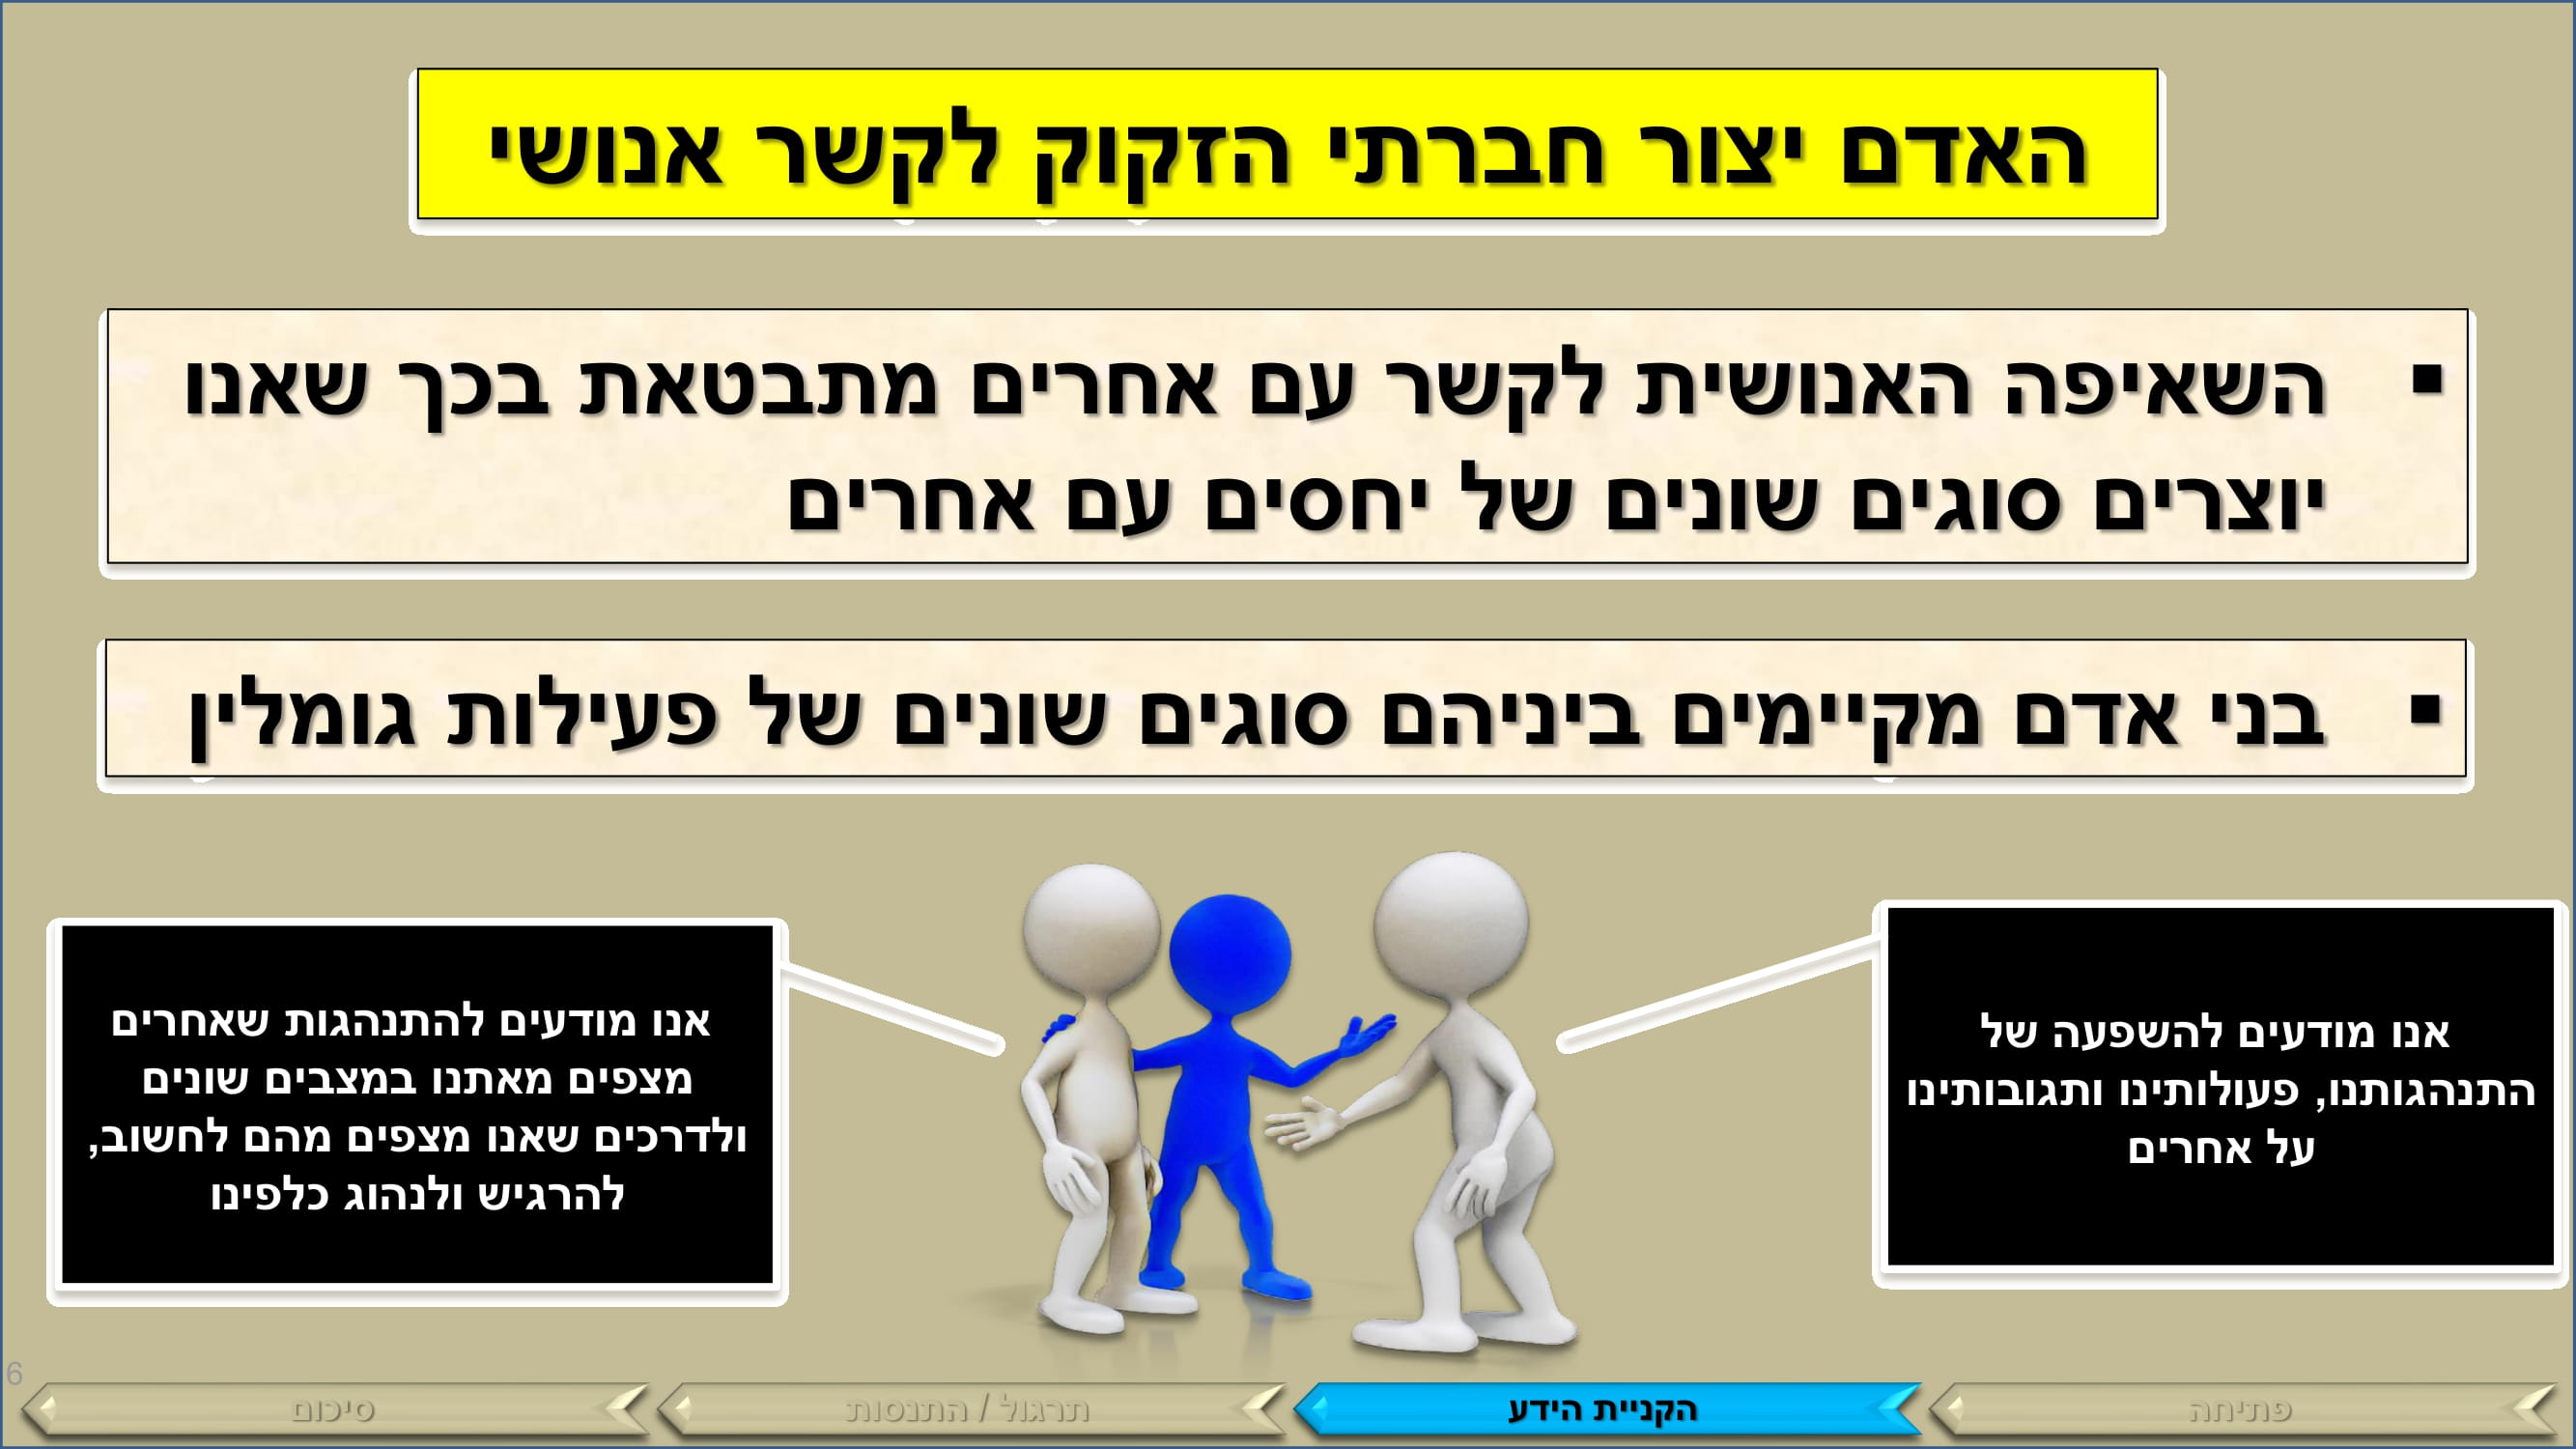 האדם יצור חברתי הזקוק לקשר אנושי
▪ השאיפה האנושית לקשר עם אחרים מתבטאת בכך שאנו
יוצרים סוגים שונים של יחסים עם אחרים
▪ בני אדם מקיימים ביניהם סוגים שונים של פעילות גומלין
אנו מודעים להשפעה של
התנהגותנו, פעולותינו ותגובותינו
על אחרים
אנו מודעים להתנהגות שאחרים
מצפים מאתנו במצבים שונים
ולדרכים שאנו מצפים מהם לחשוב,
להרגיש ולנהוג כלפינו
6
פתיחה
הקניית הידע
תרגול / התנסות
סיכום